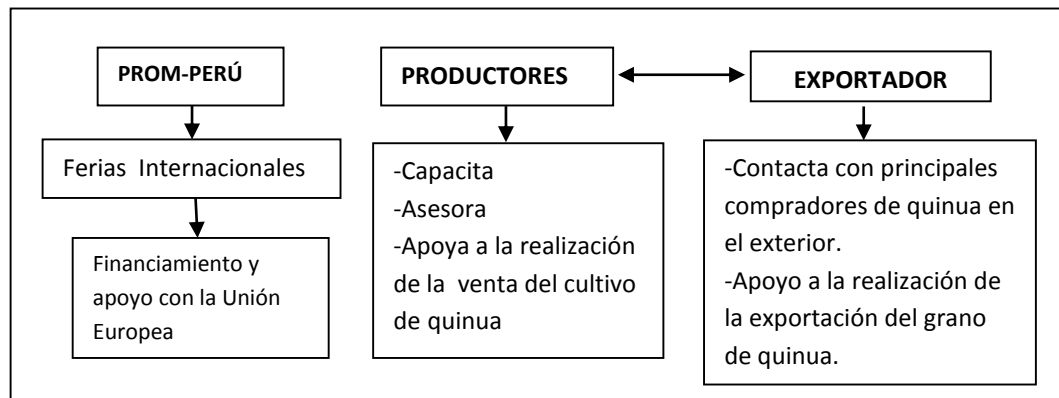 PROM-PERÚ
Ferias Internacionales
Financiamiento y
apoyo con la Unión
Europea
PRODUCTORES
-Capacita
-Asesora
-Apoya a la realización
de la venta del cultivo
de quinua
EXPORTADOR
-Contacta con principales
compradores de quinua en
el exterior.
-Apoyo a la realización de
la exportación del grano
de quinua.